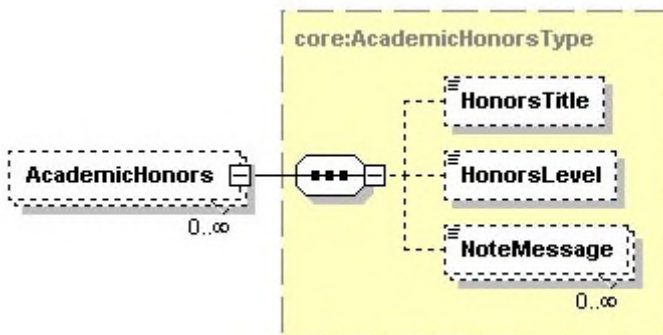 core:AcademicHonorsType
HonorsTitle
AcademicHonors
0..∞
HonorsLevel
NoteMessage
0..∞